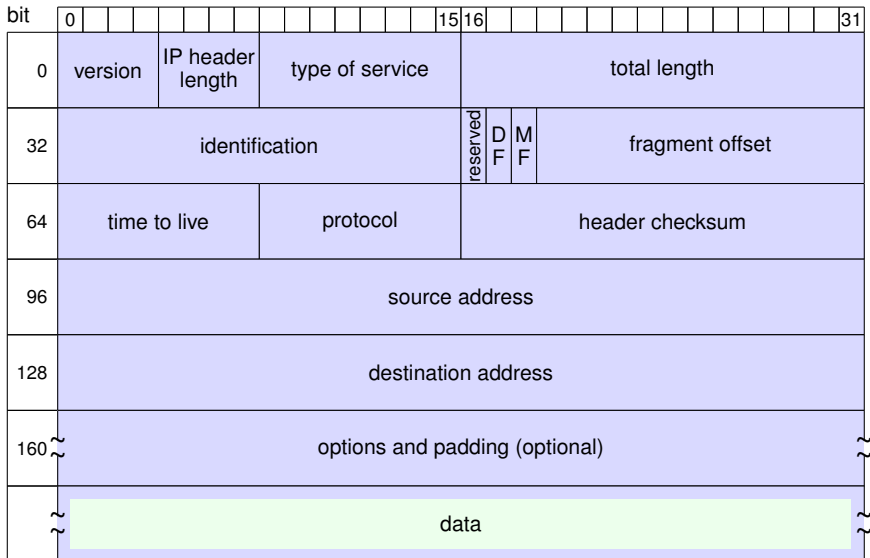 bit 0 15 16 31
0 version IP header length type of service total length
32 identification reserved DF MF fragment offset
64 time to live protocol header checksum
96 source address
128 destination address
160 options and padding (optional)
data